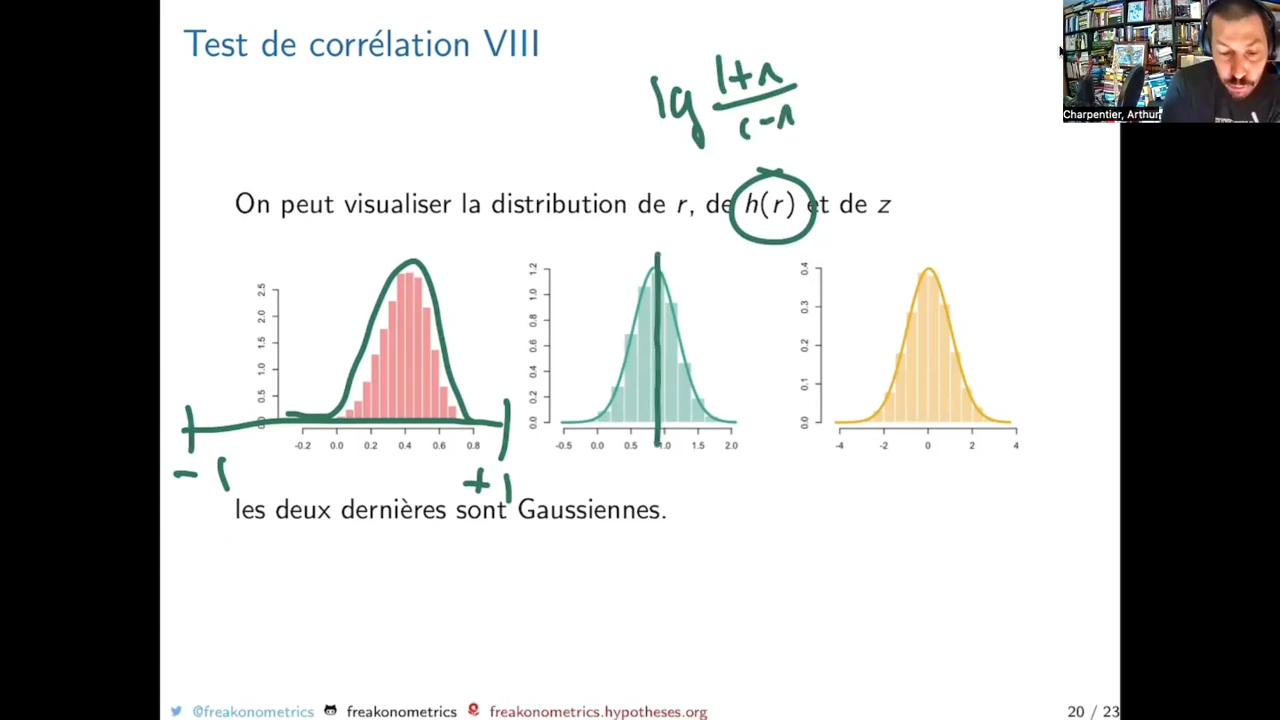 Test de corrélation VIII
lg 1+r
1-r
On peut visualiser la distribution de r, de h(r) et de z
2.5
2.0
1.5
1.0
0.5
0
-0.2 0.0 0.2 0.4 0.6 0.8
1.2
1.0
0.8
0.6
0.4
0.2
0.0
-0.5 0.0 0.5 1.0 1.5 2.0
0.4
0.3
0.2
0.1
0.0
-4 -2 0 2 4
-1 +1
les deux dernières sont Gaussiennes.
@freakonometrics freakonometrics freakonometrics.hypotheses.org 20 / 23
Charpentier, Arthur